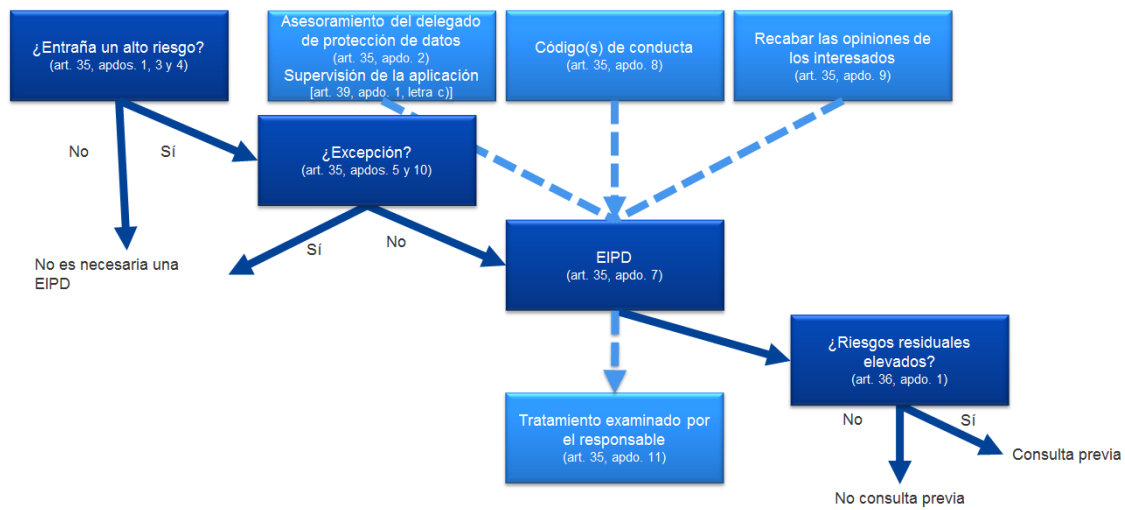 ¿Entraña un alto riesgo?
(art. 35, apdos. 1, 3 y 4)
Asesoramiento del delegado
de protección de datos
(art. 35, apdo. 2)
Supervisión de la aplicación
[art. 39, apdo. 1, letra c)]
Código(s) de conducta
(art. 35, apdo. 8)
Recabar las opiniones de
los interesados
(art. 35, apdo. 9)
No
Sí
¿Excepción?
(art. 35, apdos. 5 y 10)
Sí
No
No es necesaria una
EIPD
EIPD
(art. 35, apdo. 7)
¿Riesgos residuales
elevados?
(art. 36, apdo. 1)
Tratamiento examinado por
el responsable
(art. 35, apdo. 11)
No
Sí
Consulta previa
No consulta previa